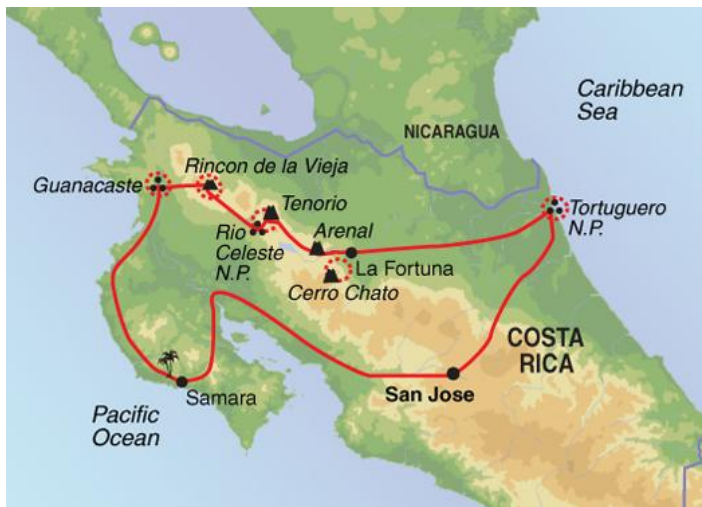 Caribbean
Sea
NICARAGUA
Rincon de la Vieja
Guanacaste
Tenorio
Tortuguero
N.P.
Rio
Celeste
N.P.
Arenal
La Fortuna
Cerro Chato
COSTA
RICA
San Jose
Samara
Pacific
Ocean